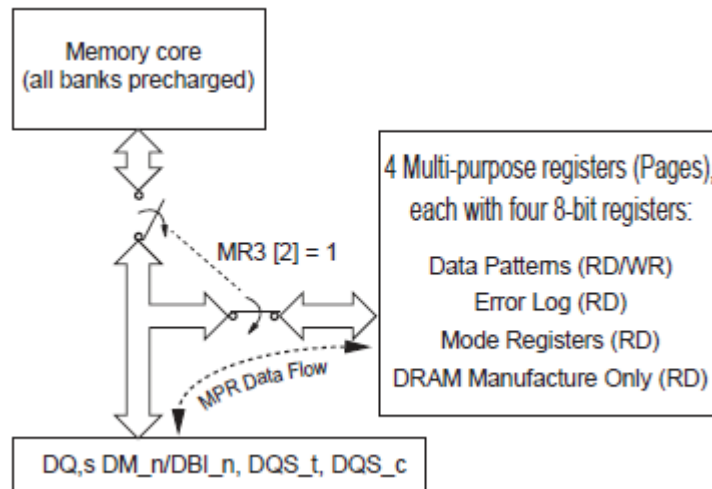 Memory core
(all banks precharged)
4 Multi-purpose registers (Pages),
each with four 8-bit registers:
Data Patterns (RD/WR)
Error Log (RD)
Mode Registers (RD)
DRAM Manufacture Only (RD)
MR3 [2] = 1
MPR Data Flow
DQ,s DM_n/DBI_n, DQS_t, DQS_c